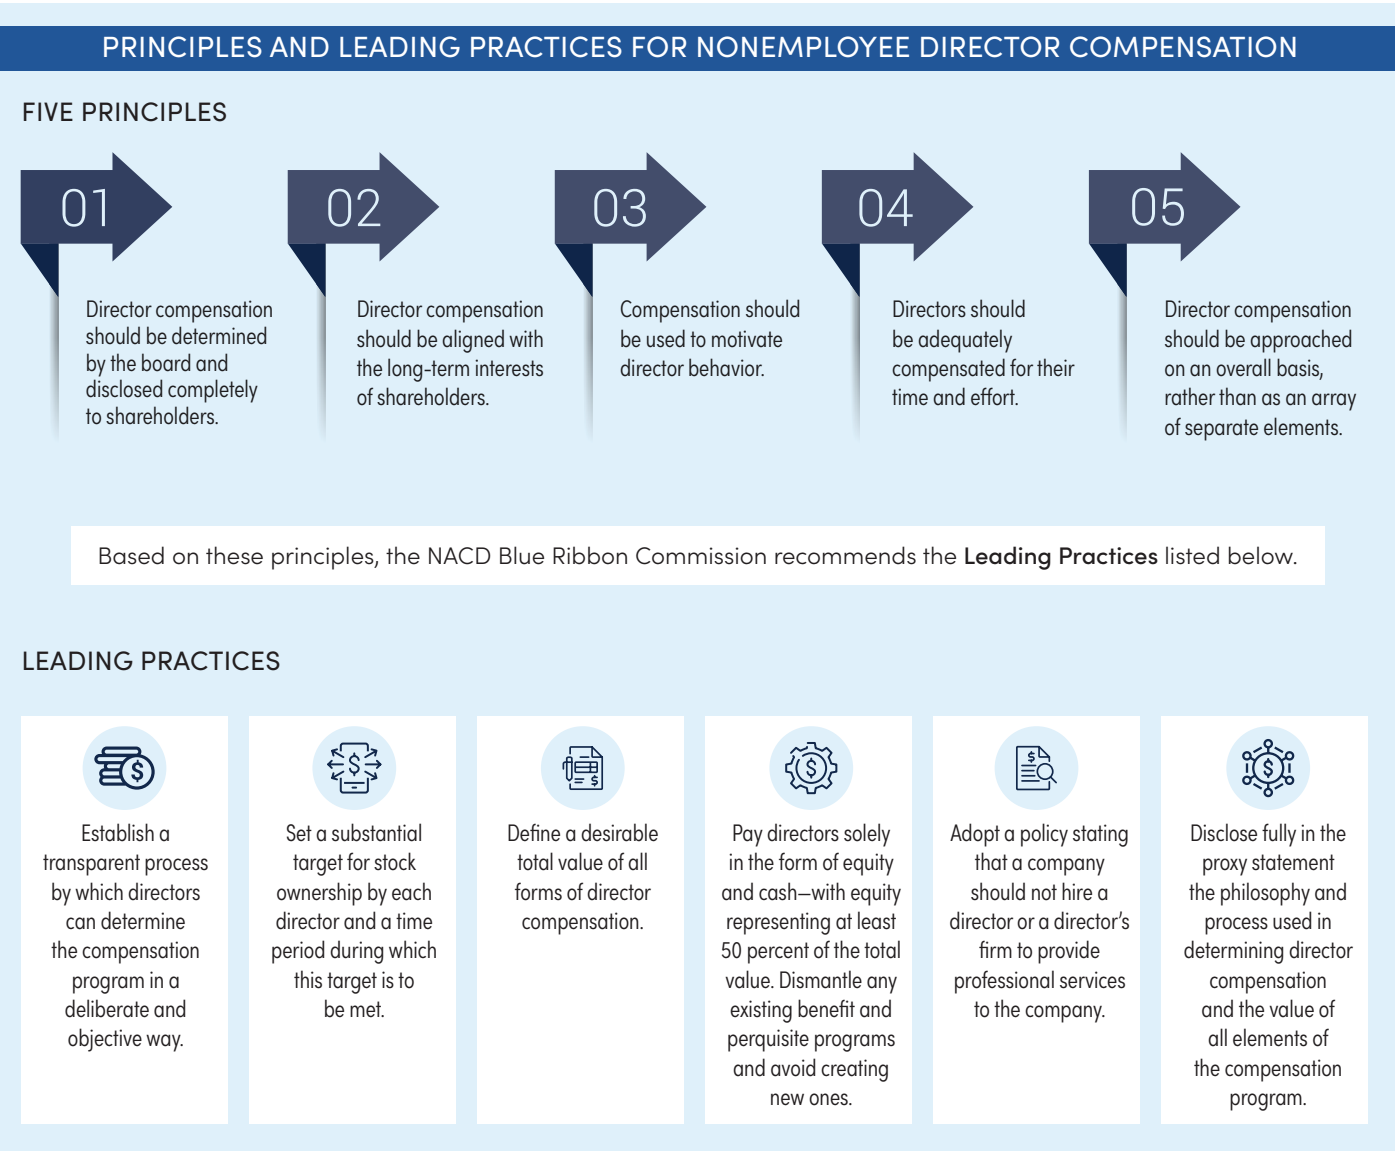 PRINCIPLES AND LEADING PRACTICES FOR NONEMPLOYEE DIRECTOR COMPENSATION
FIVE PRINCIPLES
01
Director compensation
should be determined
by the board and
disclosed completely
to shareholders.
02
Director compensation
should be aligned with
the long-term interests
of shareholders.
03
Compensation should
be used to motivate
director behavior.
04
Directors should
be adequately
compensated for their
time and effort.
05
Director compensation
should be approached
on an overall basis,
rather than as an array
of separate elements.
Based on these principles, the NACD Blue Ribbon Commission recommends the Leading Practices listed below.
LEADING PRACTICES
$
Establish a
transparent process
by which directors
can determine
the compensation
program in a
deliberate and
objective way.
$
Set a substantial
target for stock
ownership by each
director and a time
period during which
this target is to
be met.
$
Define a desirable
total value of all
forms of director
compensation.
$
Pay directors solely
in the form of equity
and cash—with equity
representing at least
50 percent of the total
value. Dismantle any
existing benefit and
perquisite programs
and avoid creating
new ones.
$
Adopt a policy stating
that a company
should not hire a
director or a director's
firm to provide
professional services
to the company.
$
Disclose fully in the
proxy statement
the philosophy and
process used in
determining director
compensation
and the value of
all elements of
the compensation
program.